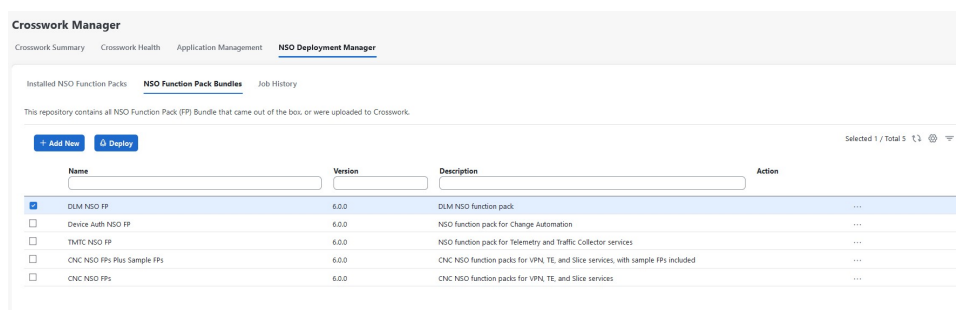 Crosswork Manager
Crosswork Summary Crosswork Health Application Management NSO Deployment Manager
Installed NSO Function Packs NSO Function Pack Bundles Job History
This repository contains all NSO Function Pack (FP) Bundle that came out of the box, or were uploaded to Crosswork.
+ Add New Deploy Selected 1 / Total 5
Name Version Description Action
DLM NSO FP 6.0.0 DLM NSO function pack ...
Device Auth NSO FP 6.0.0 NSO function pack for Change Automation ...
TMTC NSO FP 6.0.0 NSO function pack for Telemetry and Traffic Collector services ...
CNC NSO FPs Plus Sample FPs 6.0.0 CNC NSO function packs for VPN, TE, and Slice services, with sample FPs included ...
CNC NSO FPs 6.0.0 CNC NSO function packs for VPN, TE, and Slice services ...